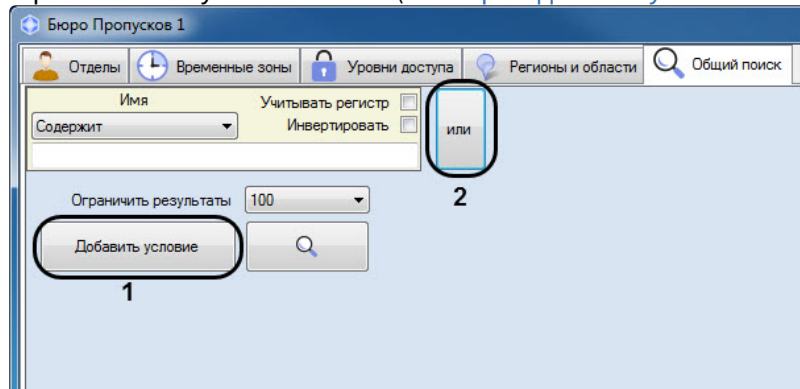 Бюро Пропусков 1
Отделы Временные зоны Уровни доступа Регионы и области Общий поиск
Имя Учитывать регистр
Содержит Инвертировать или
Ограничить результаты 100 2
Добавить условие
1